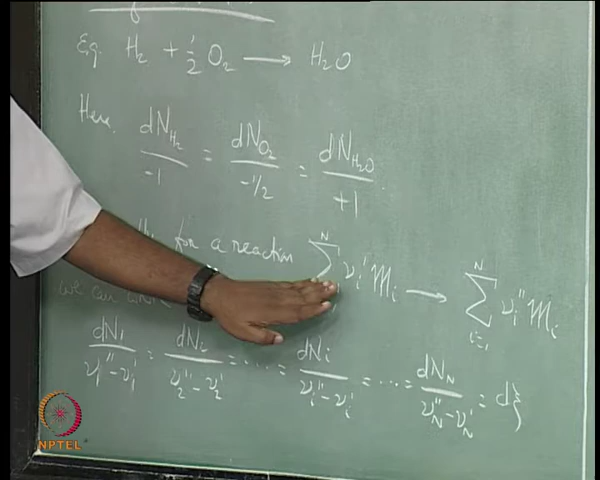 Eg. H₂ + 1/2 O₂ ⟶ H₂O
Here, dN_H₂/-1 = dN_O₂/-1/2 = dN_H₂O/+1
for a reaction ∑^N νᵢ' 𝓜ᵢ ⟶ ∑_{i=1}^N νᵢ'' 𝓜ᵢ
we can write
dN₁/(ν₁''-ν₁') = dN₂/(ν₂''-ν₂') = .... = dNᵢ/(νᵢ''-νᵢ') = ... = dN_N/(ν_N''-ν_N') = dξ
NPTEL